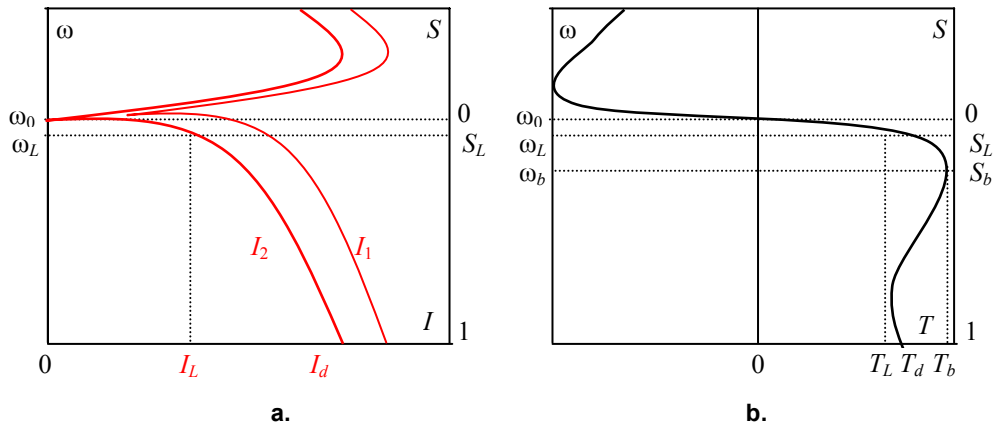 ω S
ω0 0
ωL SL
I2 I1
I 1
0 IL Id
a.
ω S
ω0 0
ωL SL
ωb Sb
T 1
0 TL Td Tb
b.